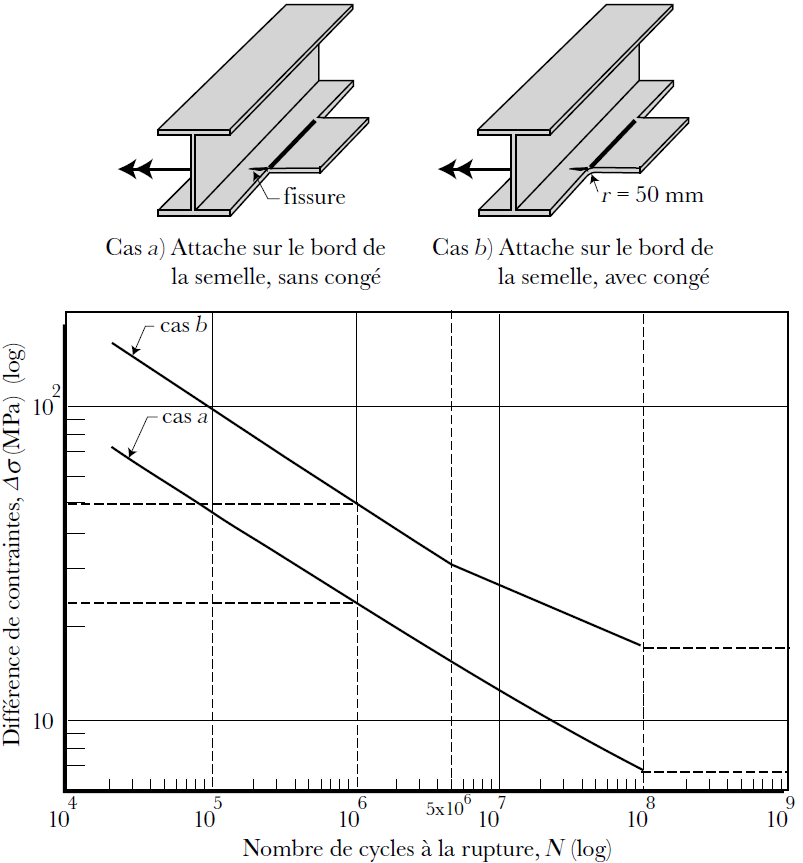 fissure
r = 50 mm
Cas a) Attache sur le bord de
la semelle, sans congé
Cas b) Attache sur le bord de
la semelle, avec congé
Différence de contraintes, Δσ (MPa) (log)
cas b
10²
cas a
10
10⁴
10⁵
10⁶
5x10⁶
10⁷
10⁸
10⁹
Nombre de cycles à la rupture, N (log)